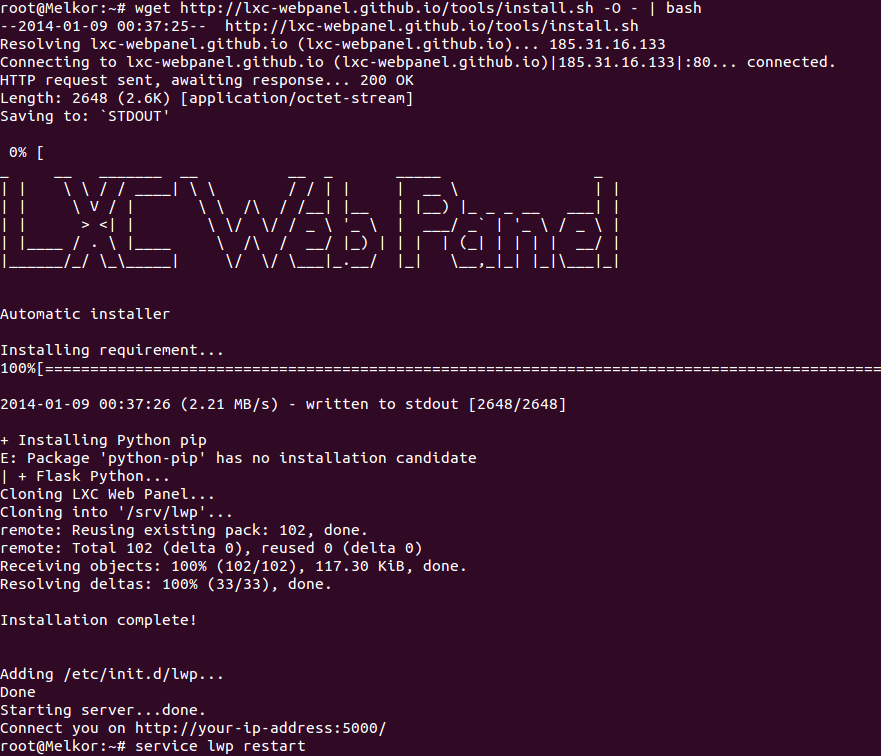 root@Melkor:~# wget http://lxc-webpanel.github.io/tools/install.sh -O - | bash
--2014-01-09 00:37:25--  http://lxc-webpanel.github.io/tools/install.sh
Resolving lxc-webpanel.github.io (lxc-webpanel.github.io)... 185.31.16.133
Connecting to lxc-webpanel.github.io (lxc-webpanel.github.io)|185.31.16.133|:80... connected.
HTTP request sent, awaiting response... 200 OK
Length: 2648 (2.6K) [application/octet-stream]
Saving to: `STDOUT'
 0% [
LXC Web Panel
Automatic installer
Installing requirement...
100%[==============================================================================================
2014-01-09 00:37:26 (2.21 MB/s) - written to stdout [2648/2648]
+ Installing Python pip
E: Package 'python-pip' has no installation candidate
| + Flask Python...
Cloning LXC Web Panel...
Cloning into '/srv/lwp'...
remote: Reusing existing pack: 102, done.
remote: Total 102 (delta 0), reused 0 (delta 0)
Receiving objects: 100% (102/102), 117.30 KiB, done.
Resolving deltas: 100% (33/33), done.
Installation complete!
Adding /etc/init.d/lwp...
Done
Starting server...done.
Connect you on http://your-ip-address:5000/
root@Melkor:~# service lwp restart